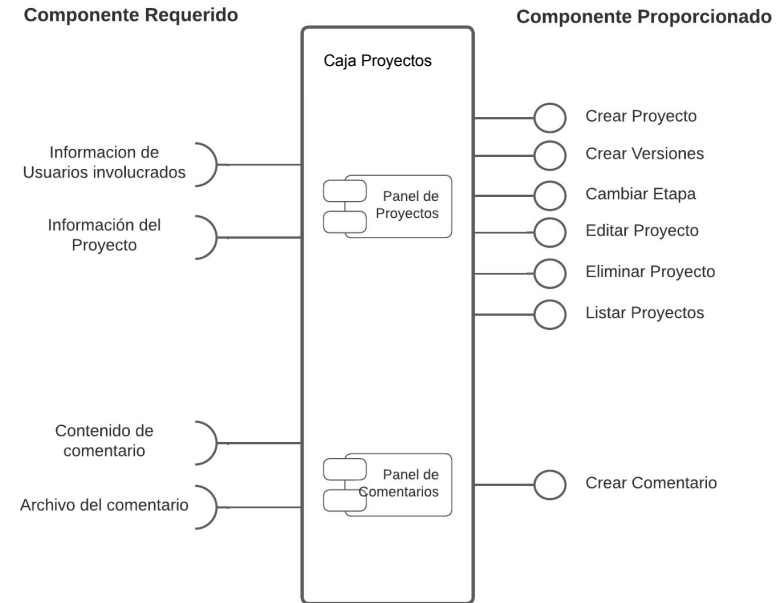 Componente Requerido
Componente Proporcionado
Caja Proyectos
Informacion de
Usuarios involucrados
Información del
Proyecto
Panel de
Proyectos
Crear Proyecto
Crear Versiones
Cambiar Etapa
Editar Proyecto
Eliminar Proyecto
Listar Proyectos
Contenido de
comentario
Archivo del comentario
Panel de
Comentarios
Crear Comentario